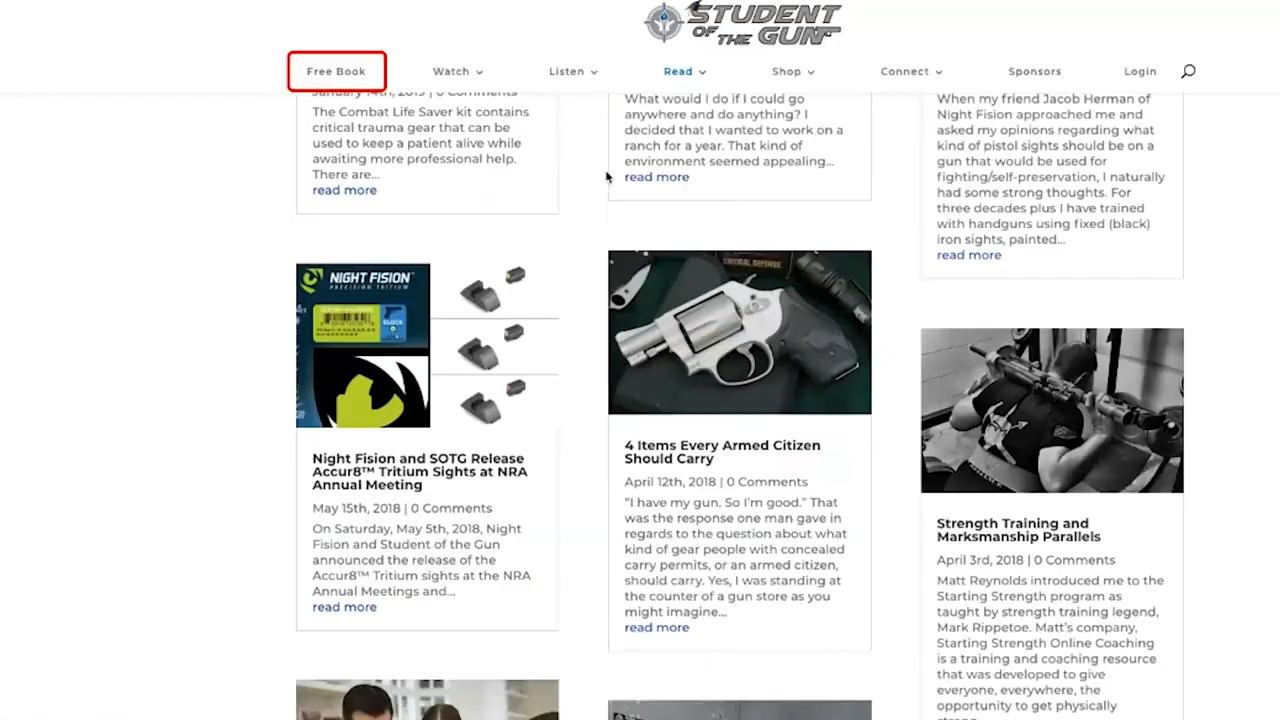 STUDENT
OF THE GUN
Free Book
Watch
Listen
Read
Shop
Connect
Sponsors
Login
January 14th, 2019 | 0 Comments
The Combat Life Saver kit contains
critical trauma gear that can be
used to keep a patient alive while
awaiting more professional help.
There are...
read more
NIGHT FISION™
PRECISION TRITIUM
GLOCK
Night Fision and SOTG Release
Accur8™ Tritium Sights at NRA
Annual Meeting
May 15th, 2018 | 0 Comments
On Saturday, May 5th, 2018, Night
Fision and Student of the Gun
announced the release of the
Accur8™ Tritium sights at the NRA
Annual Meetings and...
read more
What would I do if I could go
anywhere and do anything? I
decided that I wanted to work on a
ranch for a year. That kind of
environment seemed appealing...
read more
CRITICAL DEFENSE
4 Items Every Armed Citizen
Should Carry
April 12th, 2018 | 0 Comments
“I have my gun. So I’m good.” That
was the response one man gave in
regards to the question about what
kind of gear people with concealed
carry permits, or an armed citizen,
should carry. Yes, I was standing at
the counter of a gun store as you
might imagine...
read more
When my friend Jacob Herman of
Night Fision approached me and
asked my opinions regarding what
kind of pistol sights should be on a
gun that would be used for
fighting/self-preservation, I naturally
had some strong thoughts. For
three decades plus I have trained
with handguns using fixed (black)
iron sights, painted...
read more
Strength Training and
Marksmanship Parallels
April 3rd, 2018 | 0 Comments
Matt Reynolds introduced me to the
Starting Strength program as
taught by strength training legend,
Mark Rippetoe. Matt’s company,
Starting Strength Online Coaching
is a training and coaching resource
that was developed to give
everyone, everywhere, the
opportunity to get physically